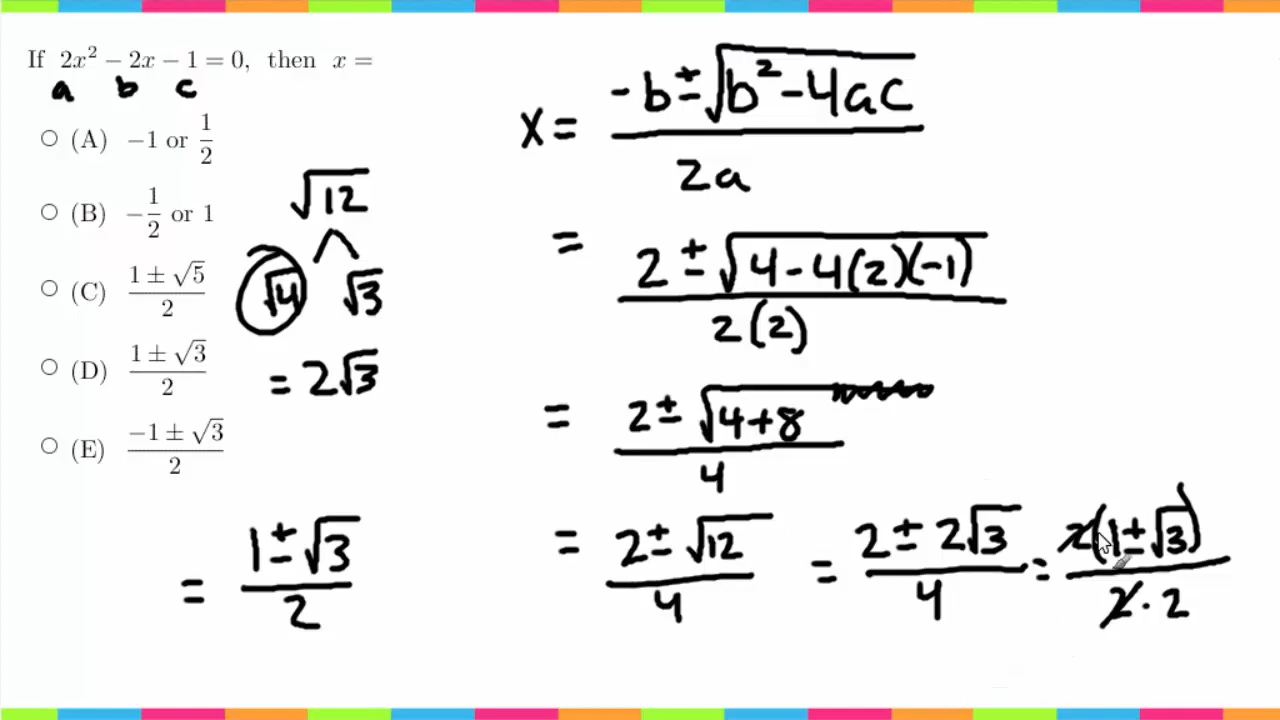 If 2x² − 2x − 1 = 0, then x =
a b c
(A) −1 or 1/2
(B) −1/2 or 1
(C) (1 ± √5)/2
(D) (1 ± √3)/2
(E) (−1 ± √3)/2
√12
√4 √3
= 2√3
x = (-b ± √(b² - 4ac))/2a
= (2 ± √(4 - 4(2)(-1)))/2(2)
= (2 ± √(4+8))/4
= (2 ± √12)/4 = (2 ± 2√3)/4 = 2(1 ± √3)/2·2
= (1 ± √3)/2